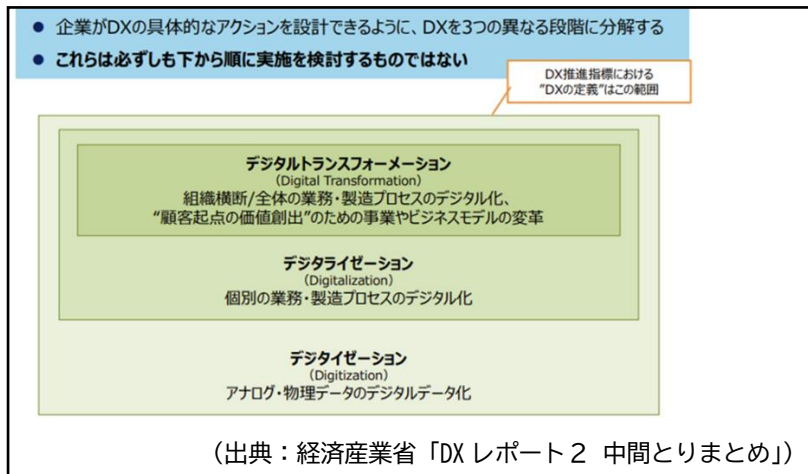 ● 企業がDXの具体的なアクションを設計できるように、DXを3つの異なる段階に分解する
● これらは必ずしも下から順に実施を検討するものではない
DX推進指標における
"DXの定義"はこの範囲
デジタルトランスフォーメーション
(Digital Transformation)
組織横断/全体の業務・製造プロセスのデジタル化、
“顧客起点の価値創出”のための事業やビジネスモデルの変革
デジタライゼーション
(Digitalization)
個別の業務・製造プロセスのデジタル化
デジタイゼーション
(Digitization)
アナログ・物理データのデジタルデータ化
(出典：経済産業省「DXレポート2 中間とりまとめ」)